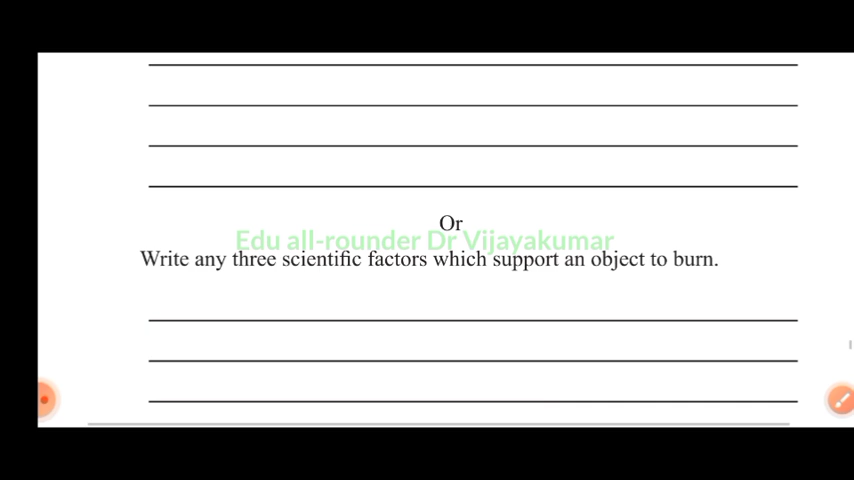 Or
Edu all-rounder Dr Vijayakumar
Write any three scientific factors which support an object to burn.